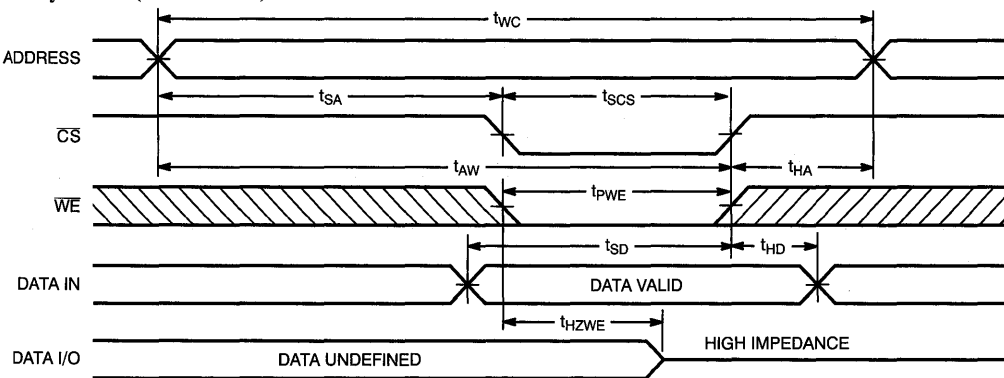 tWC
ADDRESS
tSA
tSCS
CS
tAW
tHA
WE
tPWE
tSD
tHD
DATA IN
DATA VALID
tHZWE
HIGH IMPEDANCE
DATA I/O
DATA UNDEFINED